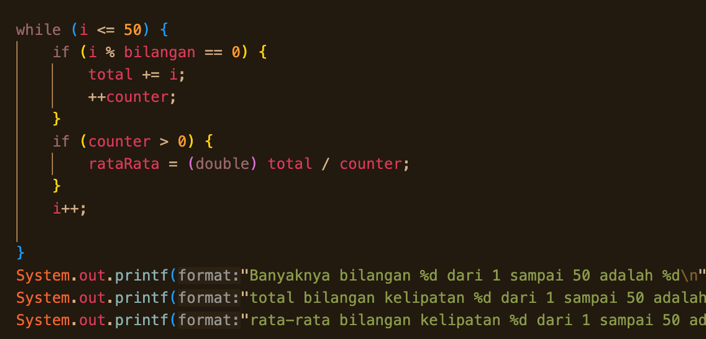 while (i <= 50) {
if (i % bilangan == 0) {
total += i;
++counter;
}
if (counter > 0) {
rataRata = (double) total / counter;
}
i++;
}
System.out.printf(format:"Banyaknya bilangan %d dari 1 sampai 50 adalah %d\n"
System.out.printf(format:"total bilangan kelipatan %d dari 1 sampai 50 adalah
System.out.printf(format:"rata-rata bilangan kelipatan %d dari 1 sampai 50 ad